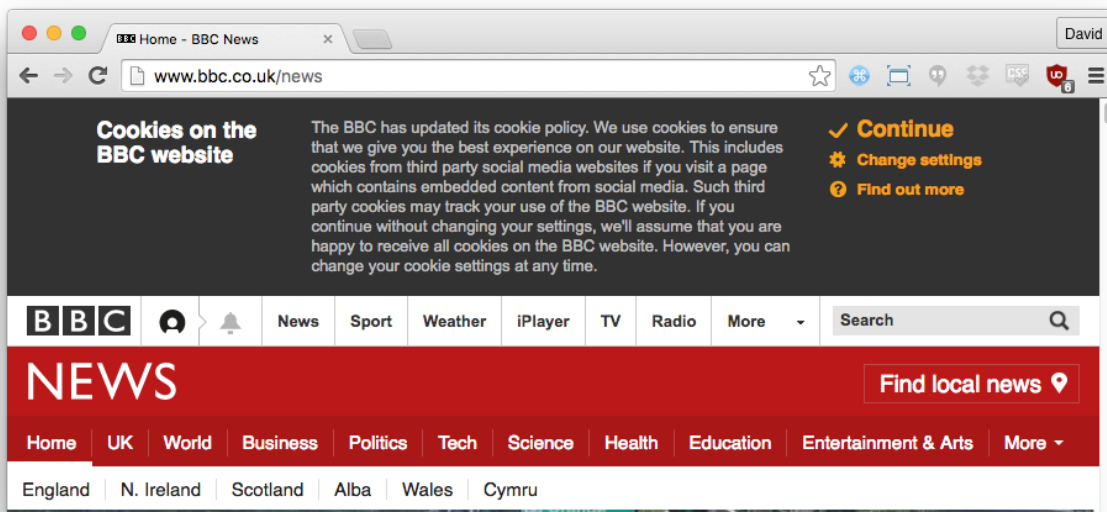 BBC Home - BBC News
David
www.bbc.co.uk/news
CSS
UD
6
Cookies on the
BBC website
The BBC has updated its cookie policy. We use cookies to ensure
that we give you the best experience on our website. This includes
cookies from third party social media websites if you visit a page
which contains embedded content from social media. Such third
party cookies may track your use of the BBC website. If you
continue without changing your settings, we'll assume that you are
happy to receive all cookies on the BBC website. However, you can
change your cookie settings at any time.
Continue
Change settings
Find out more
BBC News Sport Weather iPlayer TV Radio More Search
NEWS
Find local news
Home UK World Business Politics Tech Science Health Education Entertainment & Arts More
England N. Ireland Scotland Alba Wales Cymru